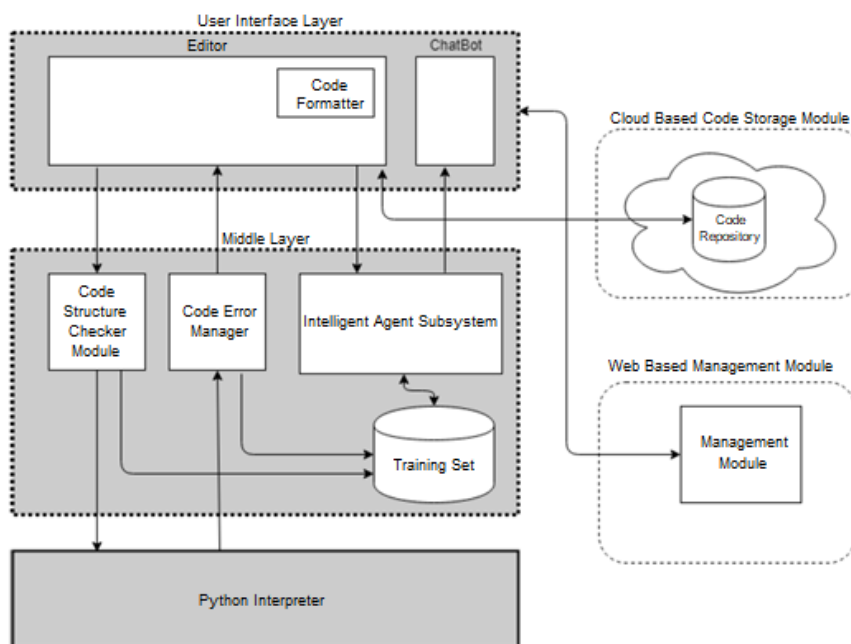 User Interface Layer
Editor
ChatBot
Code
Formatter
Cloud Based Code Storage Module
Code
Repository
Middle Layer
Code
Structure
Checker
Module
Code Error
Manager
Intelligent Agent Subsystem
Training Set
Web Based Management Module
Management
Module
Python Interpreter